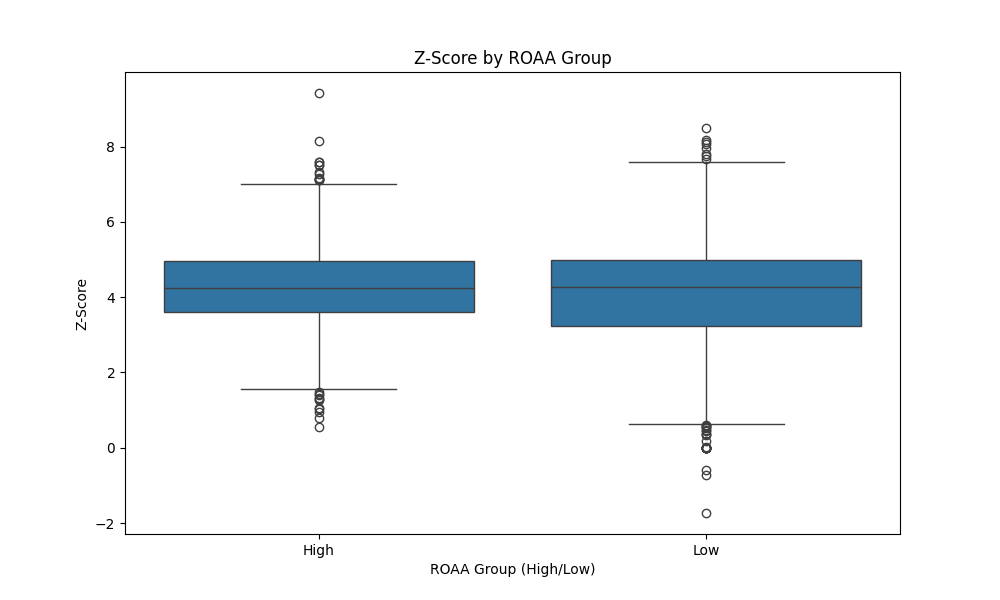 Z-Score by ROAA Group
Z-Score
8
6
4
2
0
−2
High
Low
ROAA Group (High/Low)